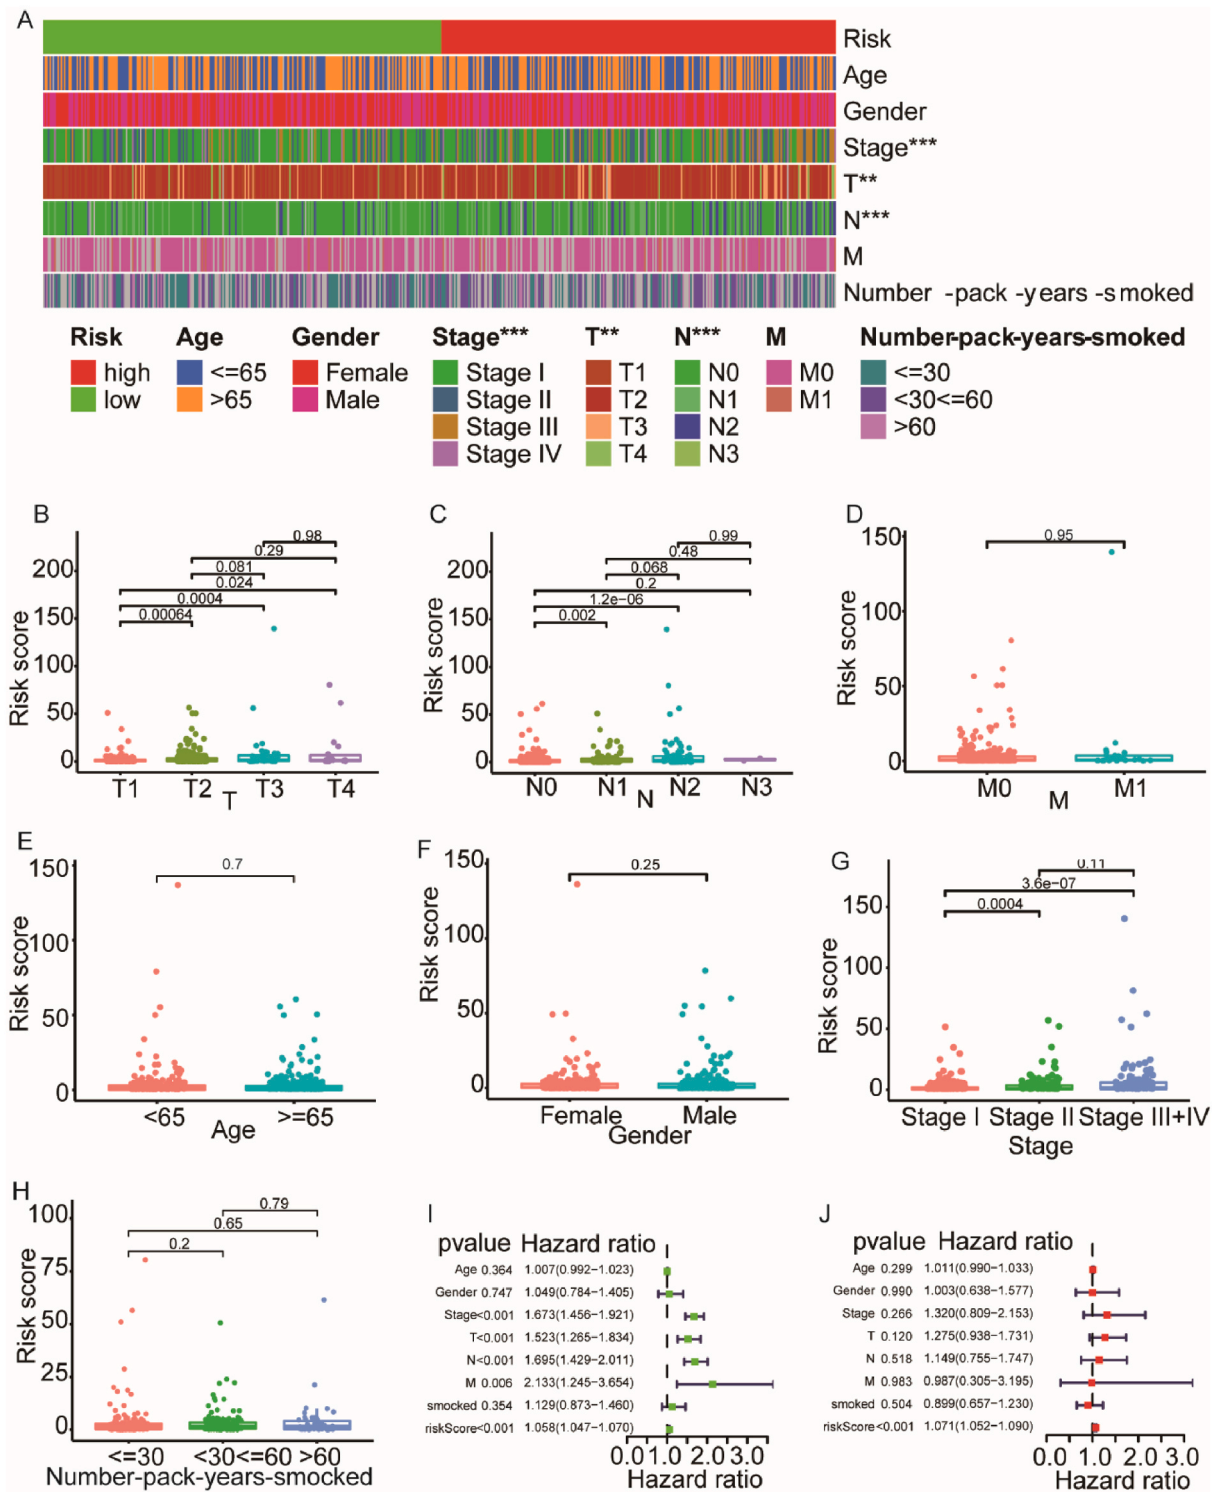 A
Risk
Age
Gender
Stage***
T**
N***
M
Number -pack -years -smoked
Risk Age Gender Stage*** T** N*** M Number-pack-years-smoked
high <=65 Female Stage I T1 N0 M0 <=30
low >65 Male Stage II T2 N1 M1 <30<=60
Stage III T3 N2 >60
Stage IV T4 N3
B
0.98
0.29
0.081
0.024
0.0004
0.00064
200
150
100
50
0
Risk score
T1 T2 T3 T4
T
C
0.99
0.48
0.068
0.2
1.2e-06
0.002
200
150
100
50
0
Risk score
N0 N1 N2 N3
N
D
0.95
150
100
50
0
Risk score
M0 M1
M
E
0.7
150
100
50
0
Risk score
<65 >=65
Age
F
0.25
150
100
50
0
Risk score
Female Male
Gender
G
0.11
3.6e-07
0.0004
150
100
50
0
Risk score
Stage I Stage II Stage III+IV
Stage
H
0.79
0.65
0.2
100
75
50
25
0
Risk score
<=30 <30<=60 >60
Number-pack-years-smocked
I
pvalue Hazard ratio
Age 0.364 1.007(0.992-1.023)
Gender 0.747 1.049(0.784-1.405)
Stage<0.001 1.673(1.456-1.921)
T<0.001 1.523(1.265-1.834)
N<0.001 1.695(1.429-2.011)
M 0.006 2.133(1.245-3.654)
smocked 0.354 1.129(0.873-1.460)
riskScore<0.001 1.058(1.047-1.070)
0.0 1.0 2.0 3.0
Hazard ratio
J
pvalue Hazard ratio
Age 0.299 1.011(0.990-1.033)
Gender 0.990 1.003(0.638-1.577)
Stage 0.266 1.320(0.809-2.153)
T 0.120 1.275(0.938-1.731)
N 0.518 1.149(0.755-1.747)
M 0.983 0.987(0.305-3.195)
smoked 0.504 0.899(0.657-1.230)
riskScore<0.001 1.071(1.052-1.090)
0.0 1.0 2.0 3.0
Hazard ratio